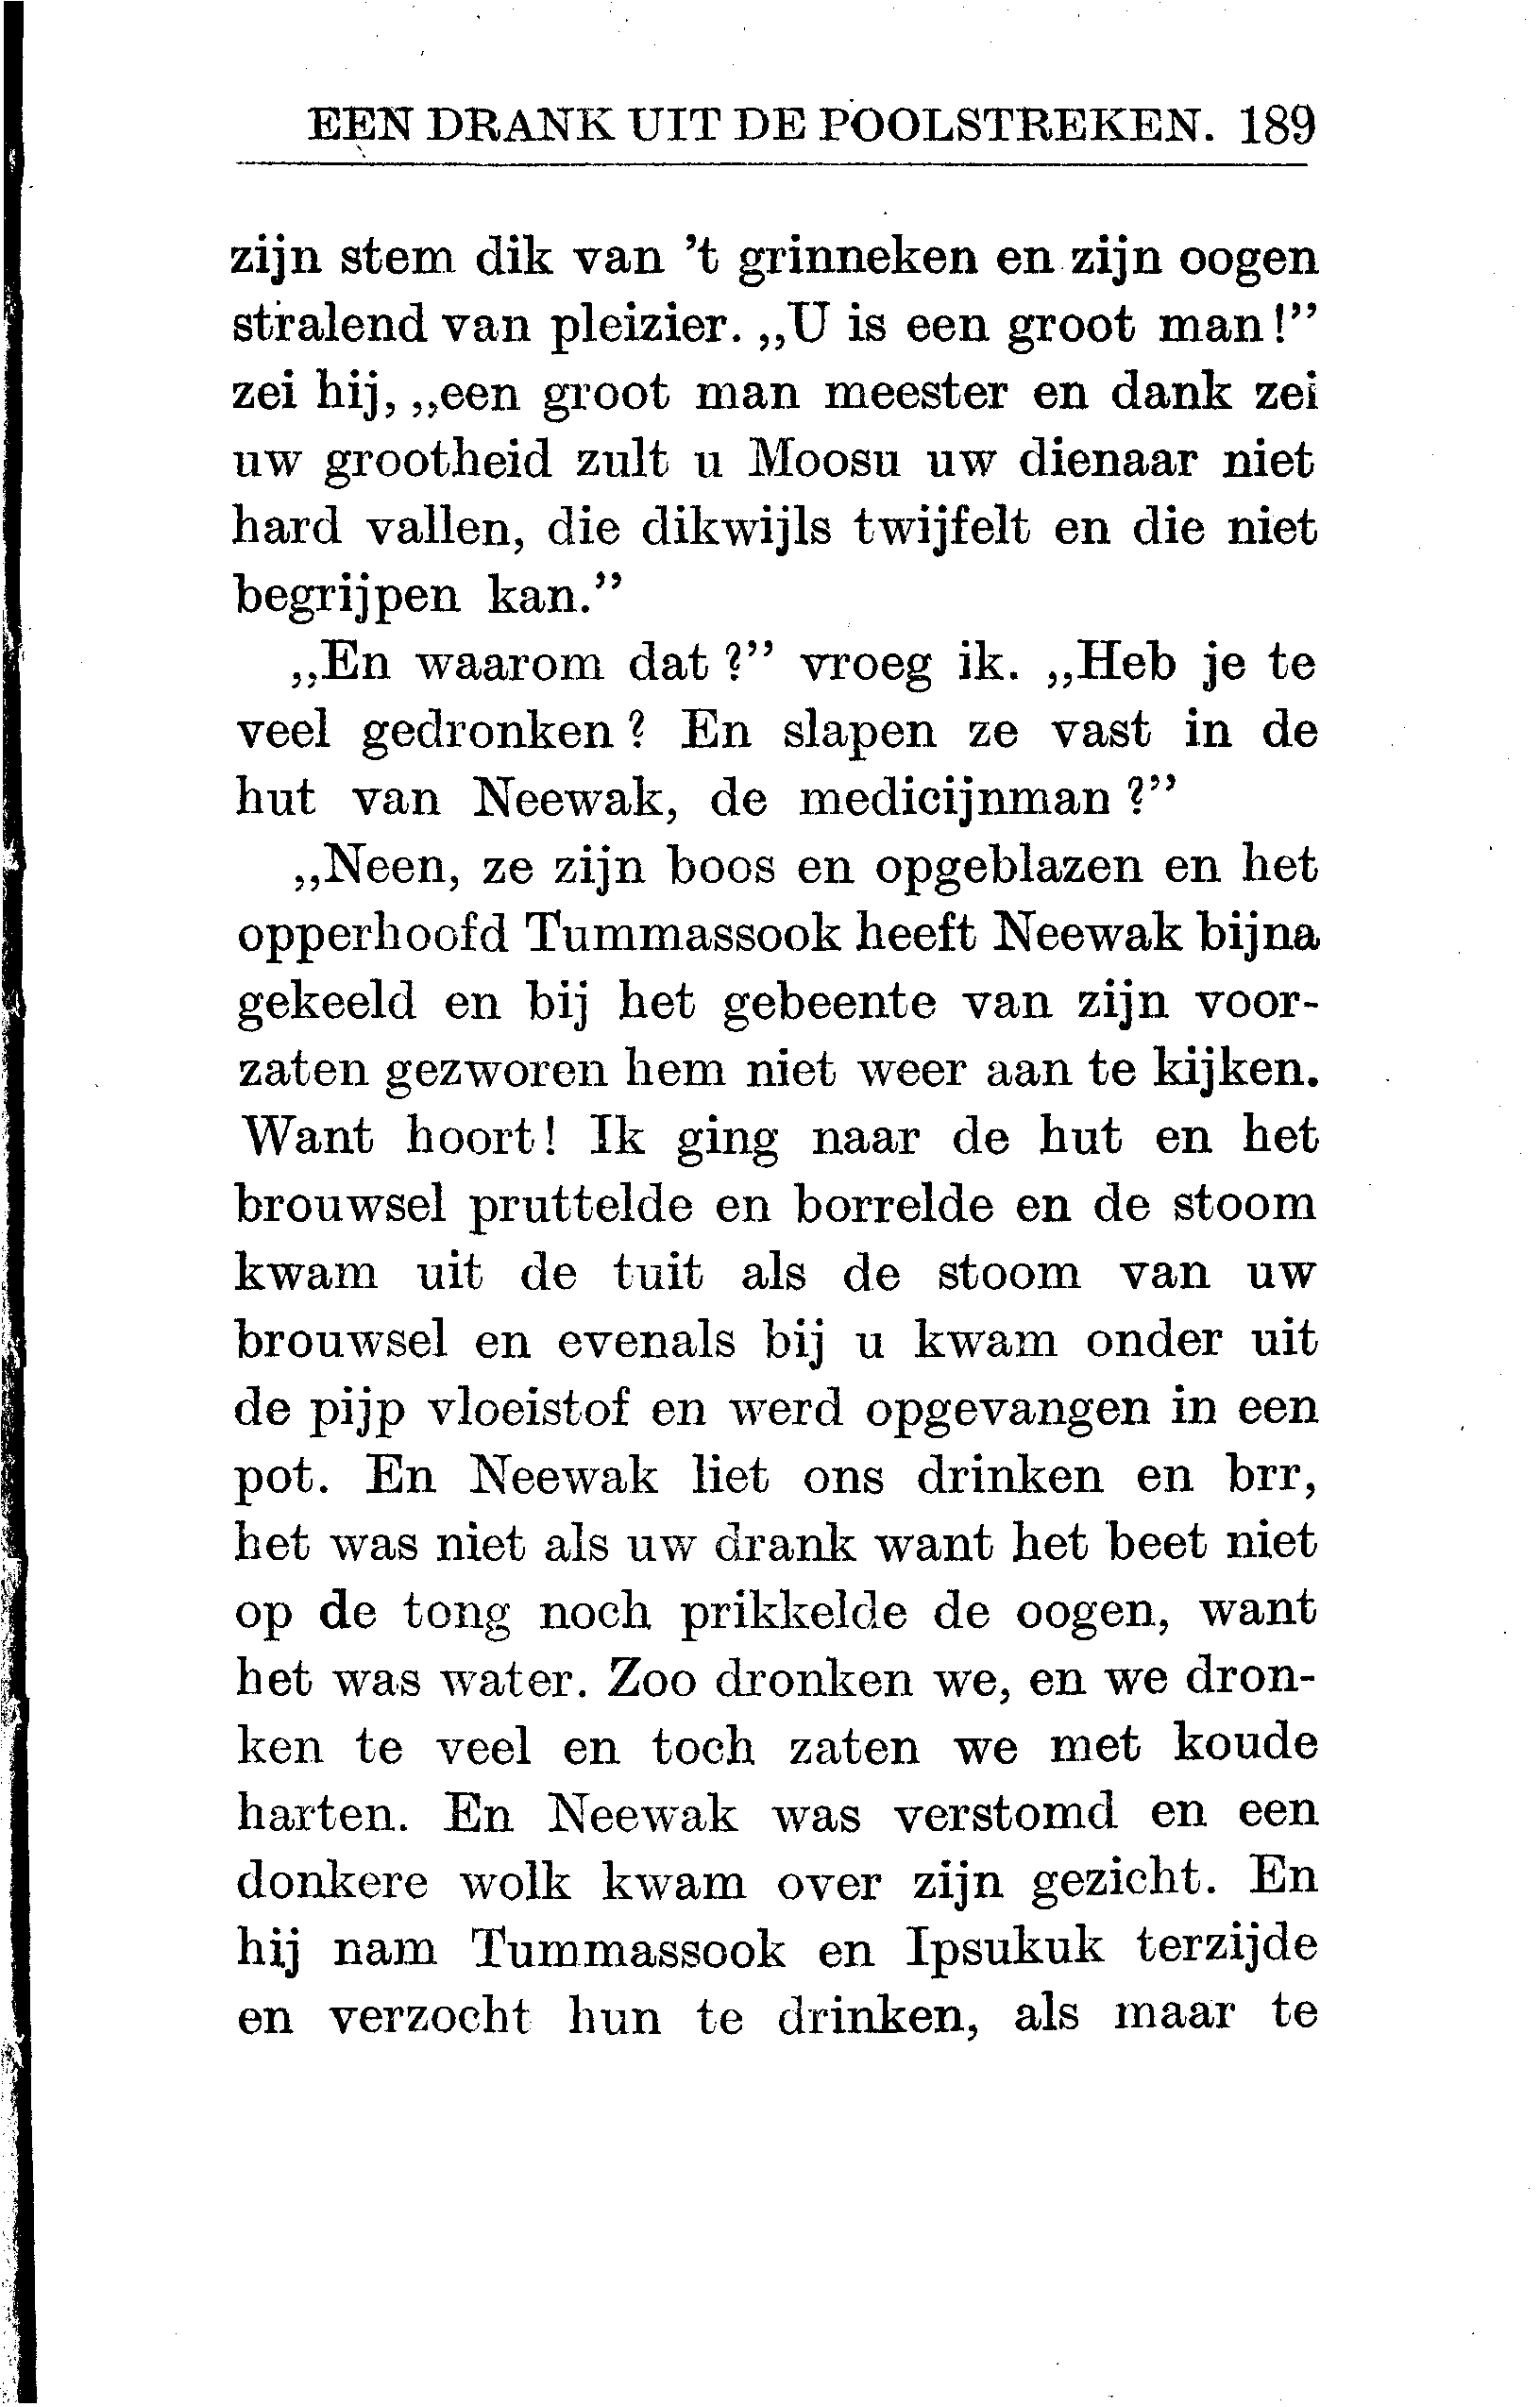 EEN DRANK UIT DE POOLSTREKEN. 189
zijn stem dik van 't grinneken en zijn oogen
stralend van pleizier. „U is een groot man!”
zei hij, „een groot man meester en dank zei
uw grootheid zult u Moosu uw dienaar niet
hard vallen, die dikwijls twijfelt en die niet
begrijpen kan.”
„En waarom dat?” vroeg ik. „Heb je te
veel gedronken? En slapen ze vast in de
hut van Neewak, de medicijnman?”
„Neen, ze zijn boos en opgeblazen en het
opperhoofd Tummassook heeft Neewak bijna
gekeeld en bij het gebeente van zijn voor-
zaten gezworen hem niet weer aan te kijken.
Want hoort! Ik ging naar de hut en het
brouwsel pruttelde en borrelde en de stoom
kwam uit de tuit als de stoom van uw
brouwsel en evenals bij u kwam onder uit
de pijp vloeistof en werd opgevangen in een
pot. En Neewak liet ons drinken en brr,
het was niet als uw drank want het beet niet
op de tong noch prikkelde de oogen, want
het was water. Zoo dronken we, en we dron-
ken te veel en toch zaten we met koude
harten. En Neewak was verstomd en een
donkere wolk kwam over zijn gezicht. En
hij nam Tummassook en Ipsukuk terzijde
en verzocht hun te drinken, als maar te